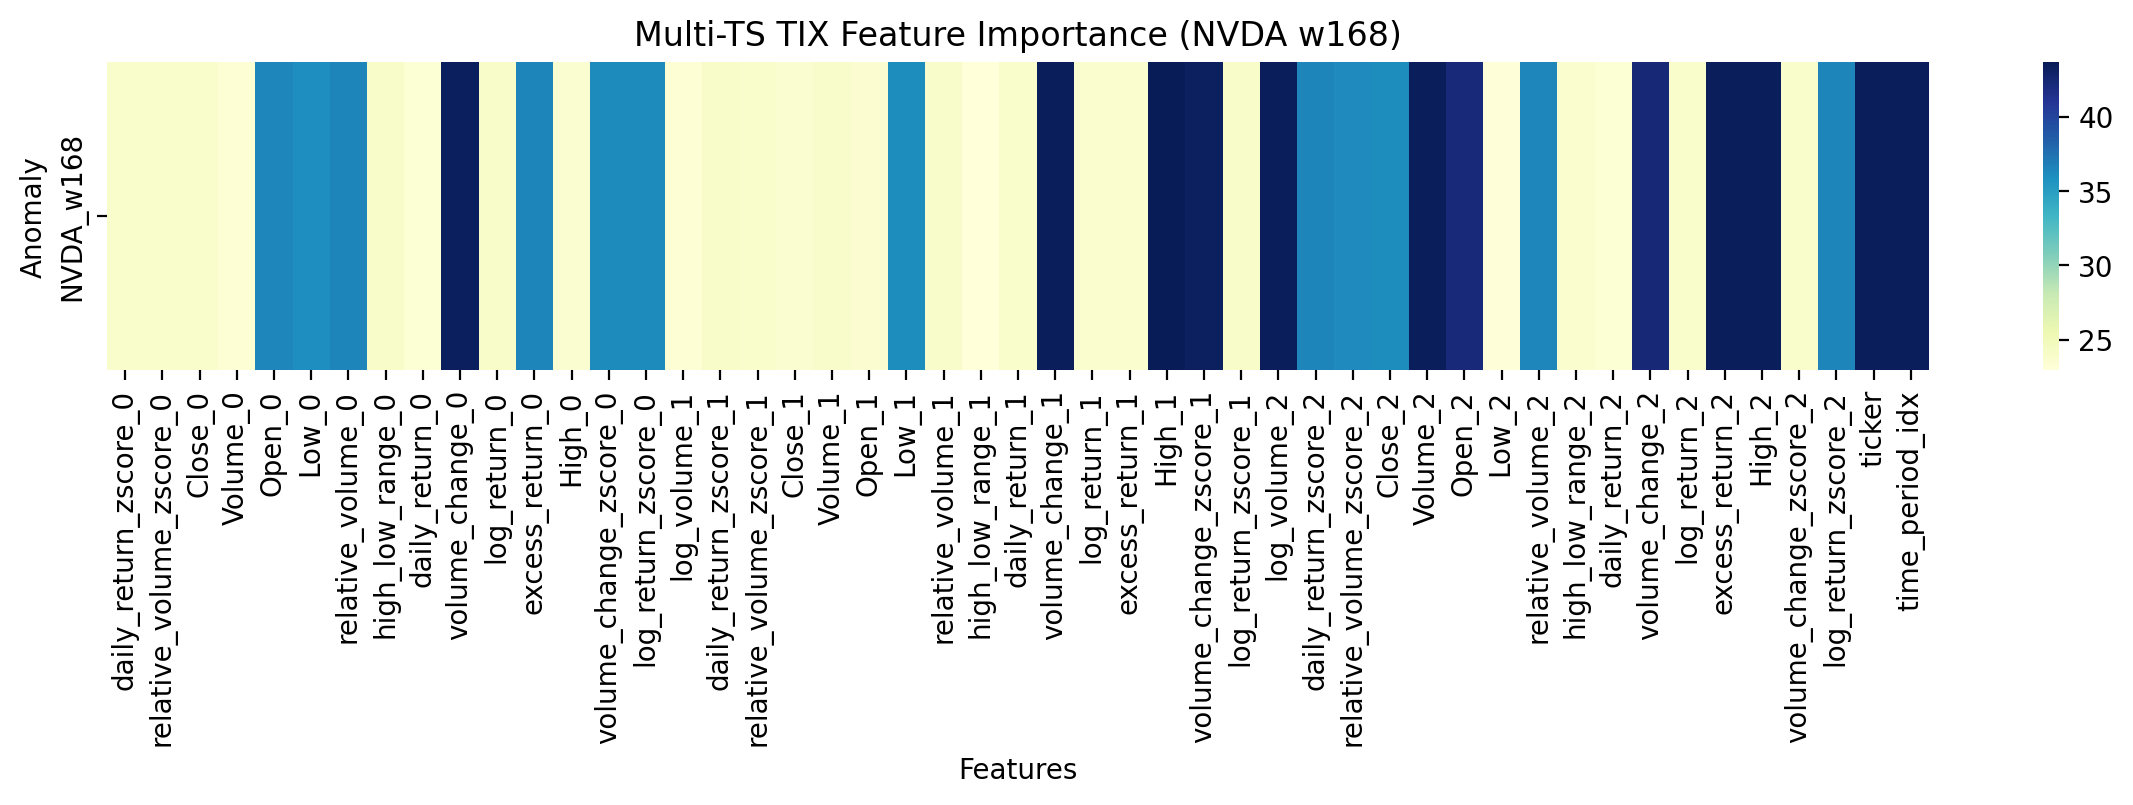 Multi-TS TIX Feature Importance (NVDA w168)
Anomaly
NVDA_w168
40
35
30
25
daily_return_zscore_0
relative_volume_zscore_0
Close_0
Volume_0
Open_0
Low_0
relative_volume_0
high_low_range_0
daily_return_0
volume_change_0
log_return_0
excess_return_0
High_0
volume_change_zscore_0
log_return_zscore_0
log_volume_1
daily_return_zscore_1
relative_volume_zscore_1
Close_1
Volume_1
Open_1
Low_1
relative_volume_1
high_low_range_1
daily_return_1
volume_change_1
log_return_1
excess_return_1
High_1
volume_change_zscore_1
log_return_zscore_1
log_volume_2
daily_return_zscore_2
relative_volume_zscore_2
Close_2
Volume_2
Open_2
Low_2
relative_volume_2
high_low_range_2
daily_return_2
volume_change_2
log_return_2
excess_return_2
High_2
volume_change_zscore_2
log_return_zscore_2
ticker
time_period_idx
Features